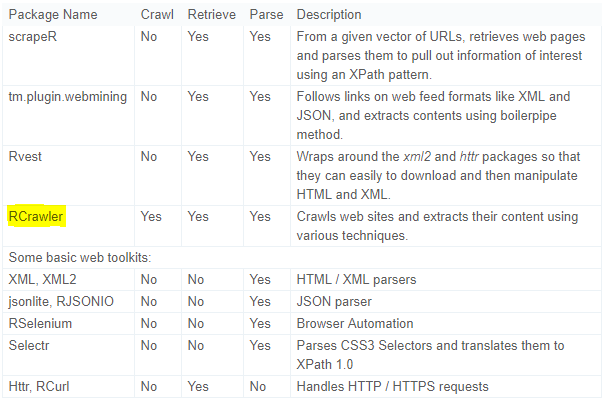 Package Name Crawl Retrieve Parse Description
scrapeR No Yes Yes From a given vector of URLs, retrieves web pages
and parses them to pull out information of interest
using an XPath pattern.
tm.plugin.webmining No Yes Yes Follows links on web feed formats like XML and
JSON, and extracts contents using boilerpipe
method.
Rvest No Yes Yes Wraps around the xml2 and httr packages so that
they can easily to download and then manipulate
HTML and XML.
RCrawler Yes Yes Yes Crawls web sites and extracts their content using
various techniques.
Some basic web toolkits:
XML, XML2 No No Yes HTML / XML parsers
jsonlite, RJSONIO No No Yes JSON parser
RSelenium No No Yes Browser Automation
Selectr No No Yes Parses CSS3 Selectors and translates them to
XPath 1.0
Httr, RCurl No Yes No Handles HTTP / HTTPS requests